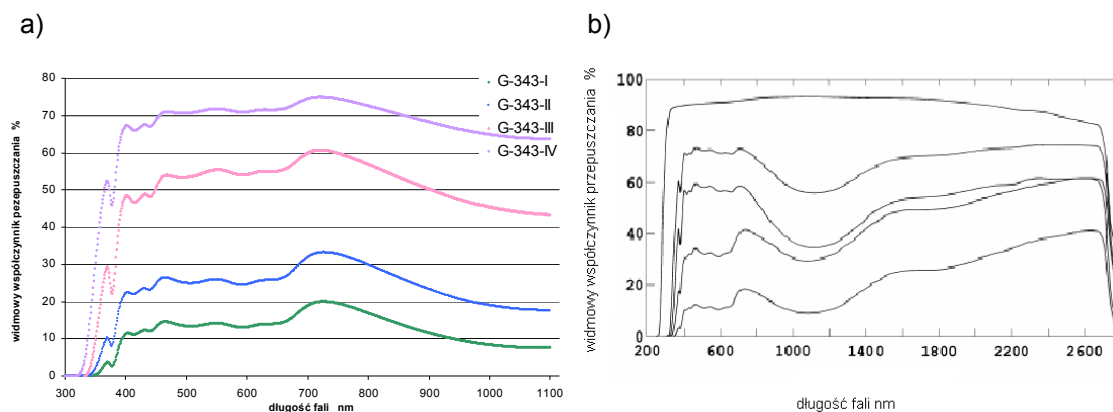 a)
widmowy współczynnik pezepuszczania %
80
70
60
50
40
30
20
10
0
300 400 500 600 700 800 900 1000 1100
długość fali nm
G-343-I
G-343-II
G-343-III
G-343-IV
b)
widmowy współczynnik przepuszczania %
100
80
60
40
20
0
200 600 1000 1400 1800 2200 2600
długość fali nm